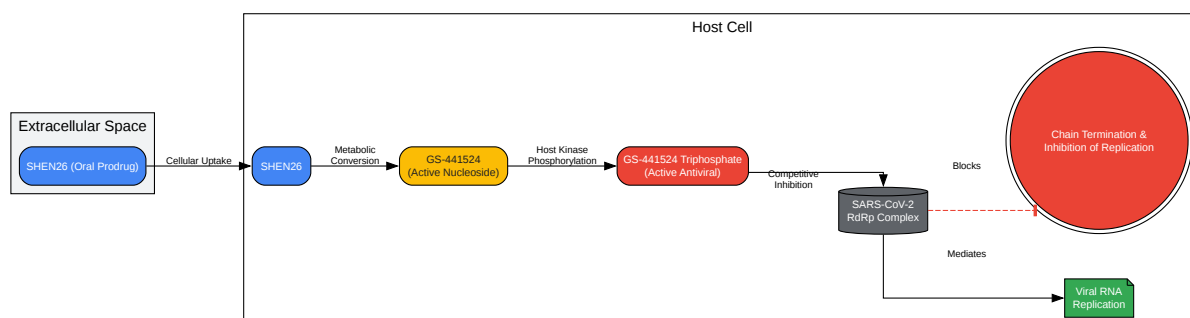 Host Cell
Extracellular Space
SHEN26 (Oral Prodrug)
Cellular Uptake
SHEN26
Metabolic
Conversion
GS-441524
(Active Nucleoside)
Host Kinase
Phosphorylation
GS-441524 Triphosphate
(Active Antiviral)
Competitive
Inhibition
SARS-CoV-2
RdRp Complex
Blocks
Chain Termination &
Inhibition of Replication
Mediates
Viral RNA
Replication